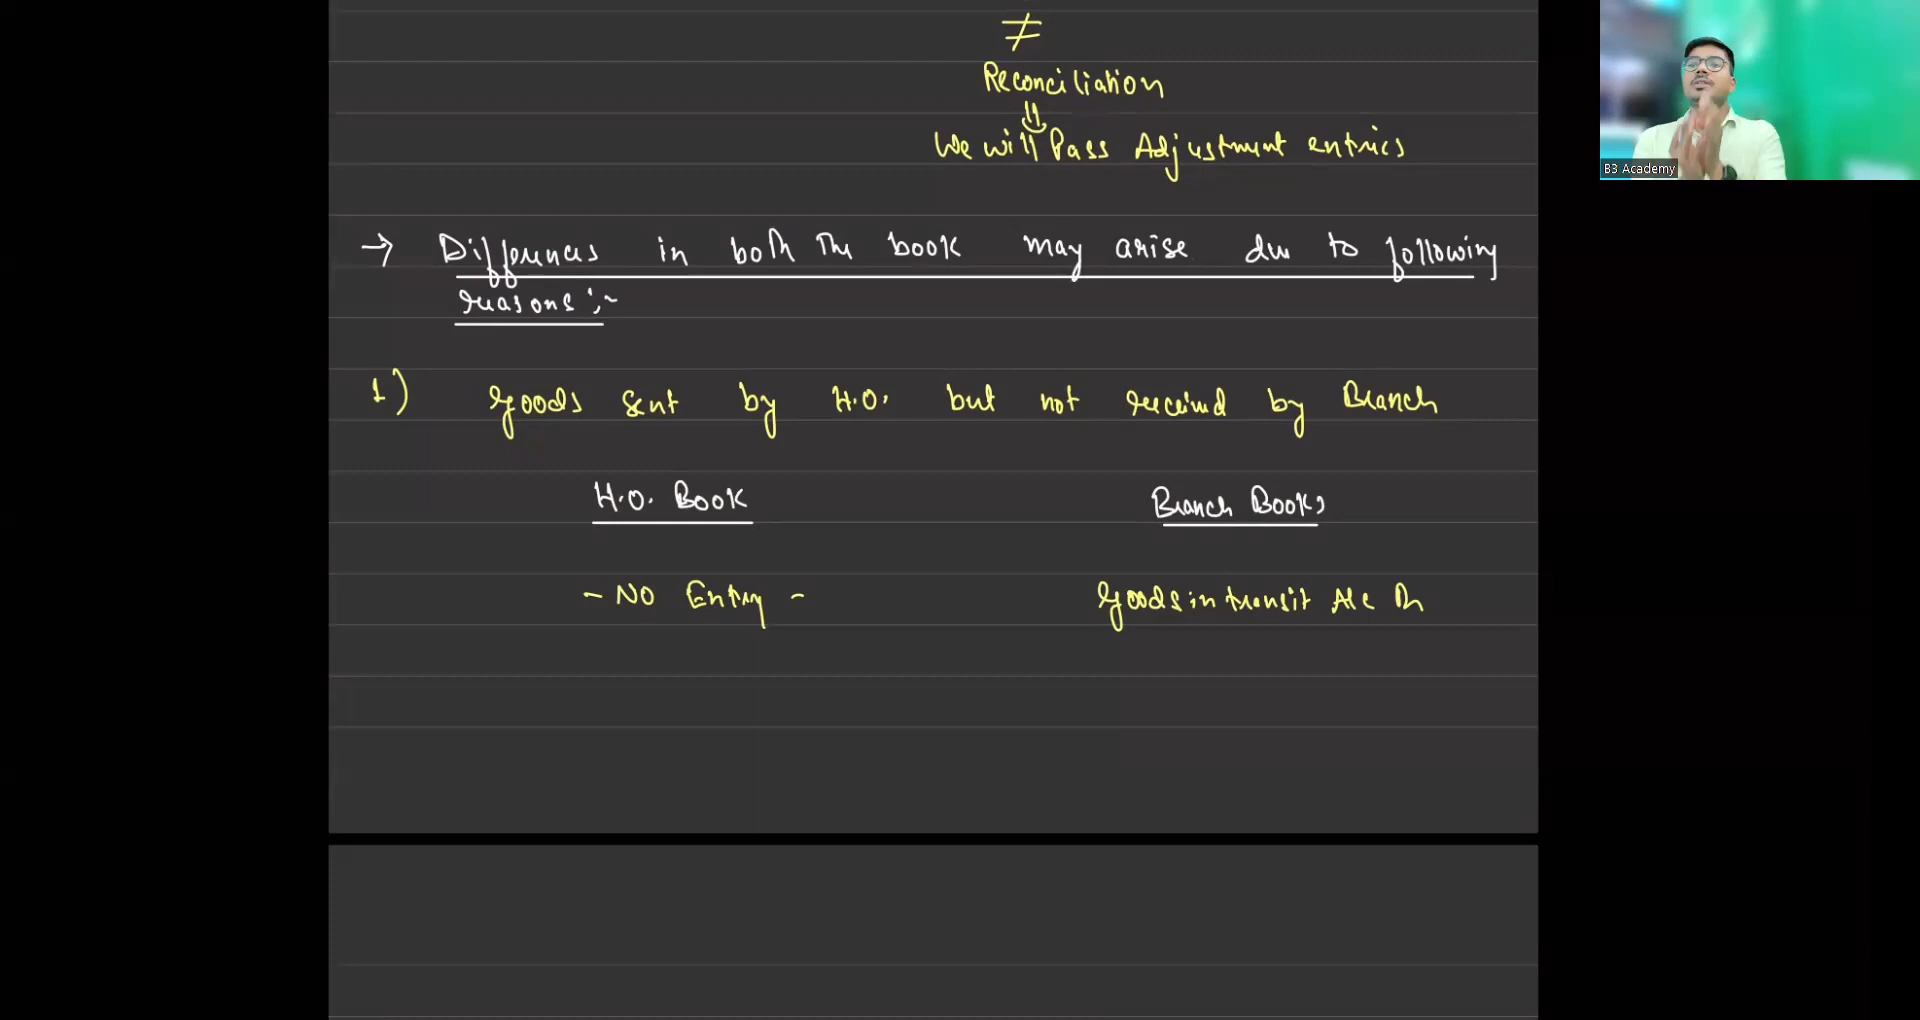 ≠
Reconciliation
⇓
We will Pass Adjustment entries
→ Differences in both the book may arise due to following
reasons :-
1) Goods sent by H.O. but not received by Branch
H.O. Book Branch Books
- NO Entry - Goods in transit A/c Dr
B3 Academy